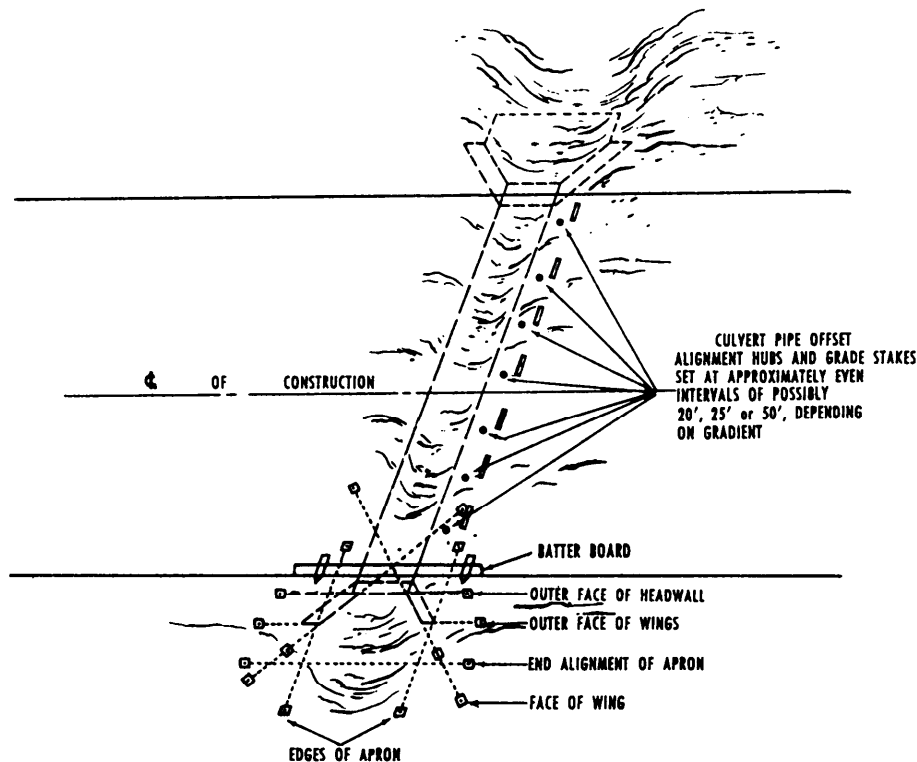 CULVERT PIPE OFFSET
ALIGNMENT HUBS AND GRADE STAKES
SET AT APPROXIMATELY EVEN
INTERVALS OF POSSIBLY
20', 25' or 50', DEPENDING
ON GRADIENT
℄ OF CONSTRUCTION
BATTER BOARD
OUTER FACE OF HEADWALL
OUTER FACE OF WINGS
END ALIGNMENT OF APRON
FACE OF WING
EDGES OF APRON